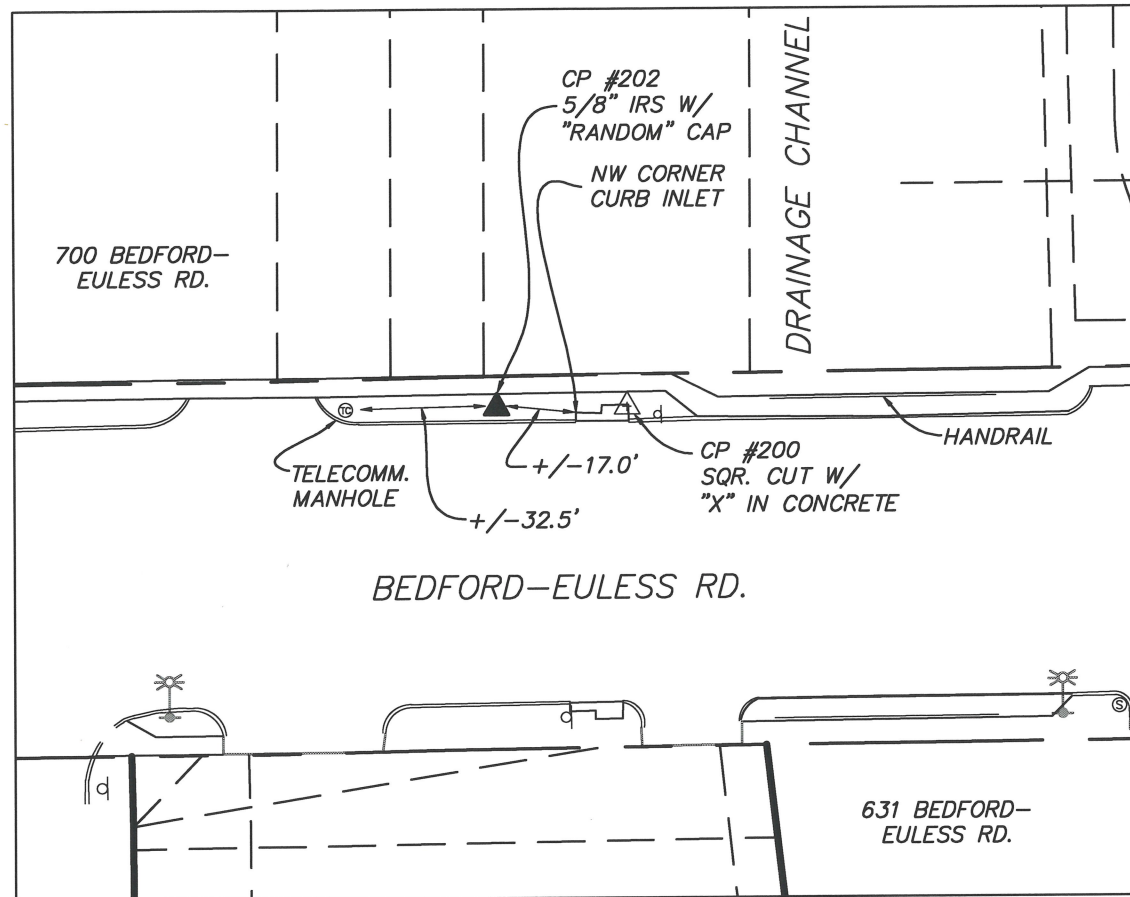 CP #202
5/8" IRS W/
"RANDOM" CAP
NW CORNER
CURB INLET
DRAINAGE CHANNEL
700 BEDFORD-
EULESS RD.
TC
TELECOMM.
MANHOLE
+/-17.0'
+/-32.5'
CP #200
SQR. CUT W/
"X" IN CONCRETE
HANDRAIL
BEDFORD-EULESS RD.
S
631 BEDFORD-
EULESS RD.